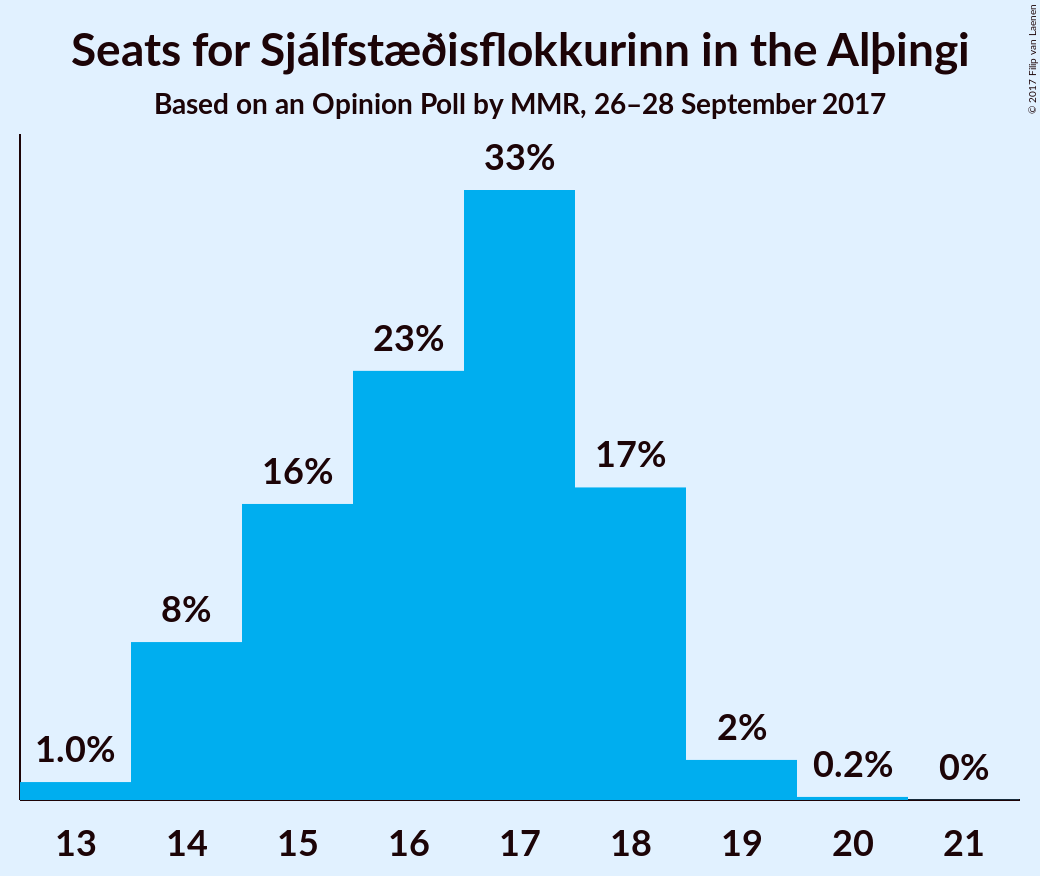 Seats for Sjálfstæðisflokkurinn in the Alþingi
Based on an Opinion Poll by MMR, 26–28 September 2017
© 2017 Filip van Laenen
33%
23%
17%
16%
8%
2%
1.0%
0.2%
0%
13 14 15 16 17 18 19 20 21